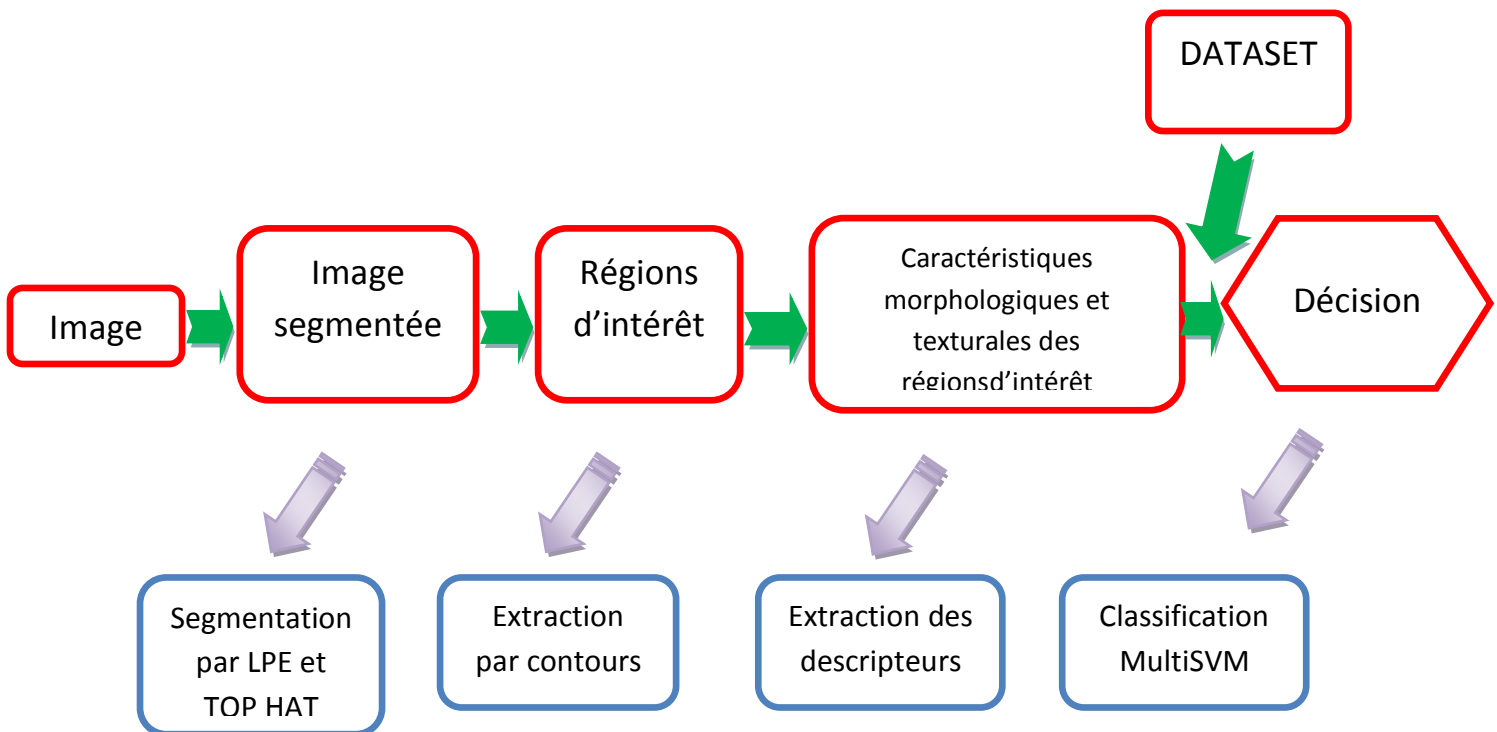 DATASET
Image
Image
segmentée
Régions
d’intérêt
Caractéristiques
morphologiques et
texturales des
régionsd’intérêt
Décision
Segmentation
par LPE et
TOP HAT
Extraction
par contours
Extraction des
descripteurs
Classification
MultiSVM